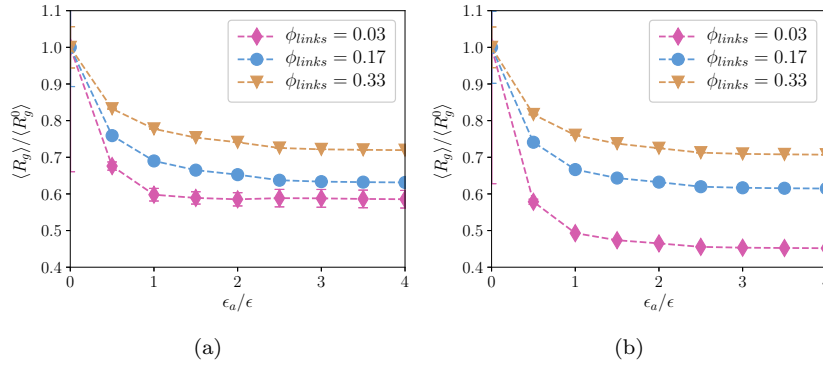 1.1
1.0
0.9
0.8
0.7
0.6
0.5
0.4
⟨R_g⟩/⟨R_g^0⟩
ϕ_links = 0.03
ϕ_links = 0.17
ϕ_links = 0.33
0 1 2 3 4
ϵ_a/ϵ
(a)
1.1
1.0
0.9
0.8
0.7
0.6
0.5
0.4
⟨R_g⟩/⟨R_g^0⟩
ϕ_links = 0.03
ϕ_links = 0.17
ϕ_links = 0.33
0 1 2 3 4
ϵ_a/ϵ
(b)